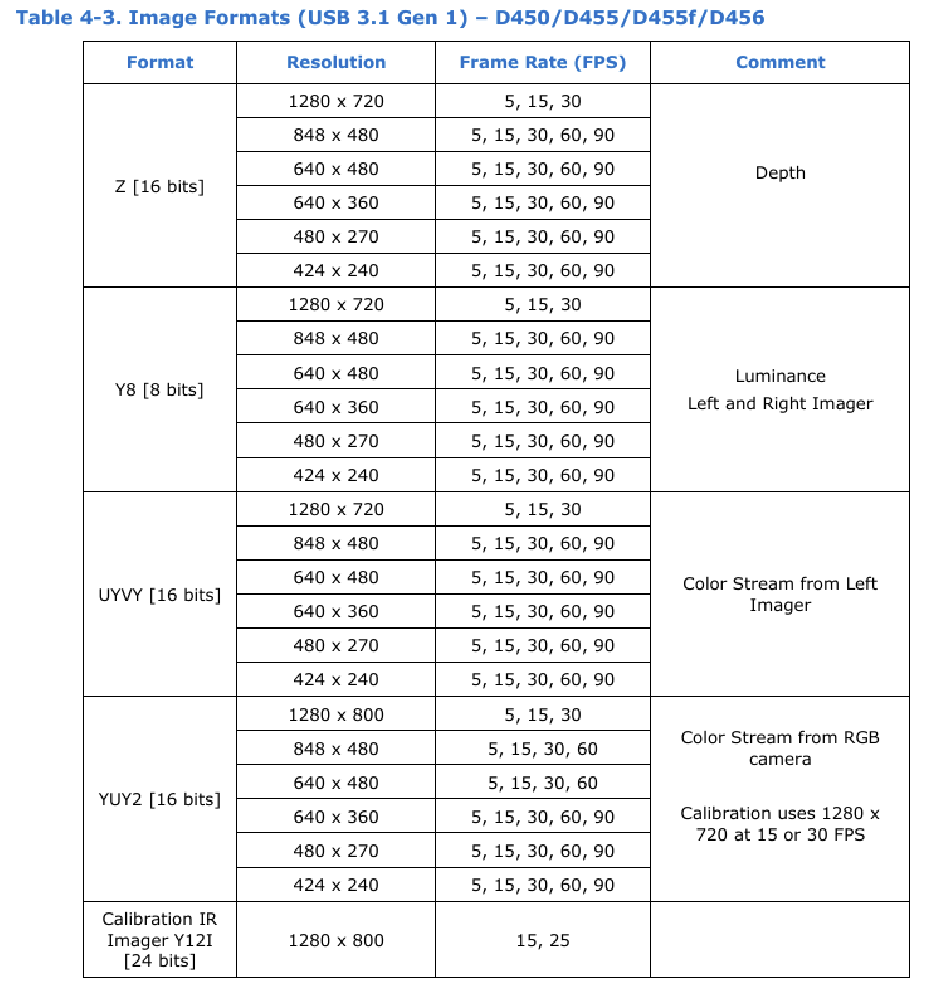 Table 4-3. Image Formats (USB 3.1 Gen 1) – D450/D455/D455f/D456
Format Resolution Frame Rate (FPS) Comment
Z [16 bits]
1280 x 720 5, 15, 30
848 x 480 5, 15, 30, 60, 90
640 x 480 5, 15, 30, 60, 90
640 x 360 5, 15, 30, 60, 90
480 x 270 5, 15, 30, 60, 90
424 x 240 5, 15, 30, 60, 90
Depth
Y8 [8 bits]
1280 x 720 5, 15, 30
848 x 480 5, 15, 30, 60, 90
640 x 480 5, 15, 30, 60, 90
640 x 360 5, 15, 30, 60, 90
480 x 270 5, 15, 30, 60, 90
424 x 240 5, 15, 30, 60, 90
Luminance
Left and Right Imager
UYVY [16 bits]
1280 x 720 5, 15, 30
848 x 480 5, 15, 30, 60, 90
640 x 480 5, 15, 30, 60, 90
640 x 360 5, 15, 30, 60, 90
480 x 270 5, 15, 30, 60, 90
424 x 240 5, 15, 30, 60, 90
Color Stream from Left
Imager
YUY2 [16 bits]
1280 x 800 5, 15, 30
848 x 480 5, 15, 30, 60
640 x 480 5, 15, 30, 60
640 x 360 5, 15, 30, 60, 90
480 x 270 5, 15, 30, 60, 90
424 x 240 5, 15, 30, 60, 90
Color Stream from RGB
camera
Calibration uses 1280 x
720 at 15 or 30 FPS
Calibration IR
Imager Y12I
[24 bits]
1280 x 800 15, 25